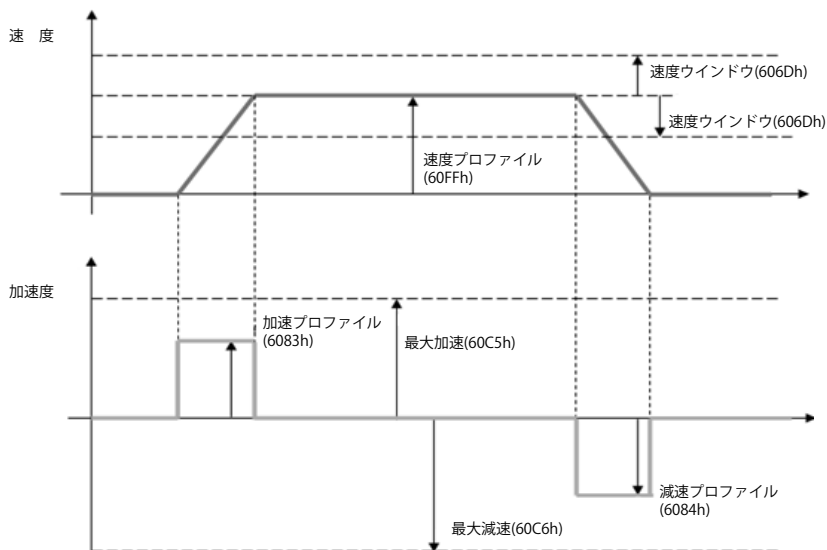 速　度
速度ウインドウ(606Dh)
速度ウインドウ(606Dh)
速度プロファイル
(60FFh)
加速度
加速プロファイル
(6083h)
最大加速(60C5h)
減速プロファイル
(6084h)
最大減速(60C6h)